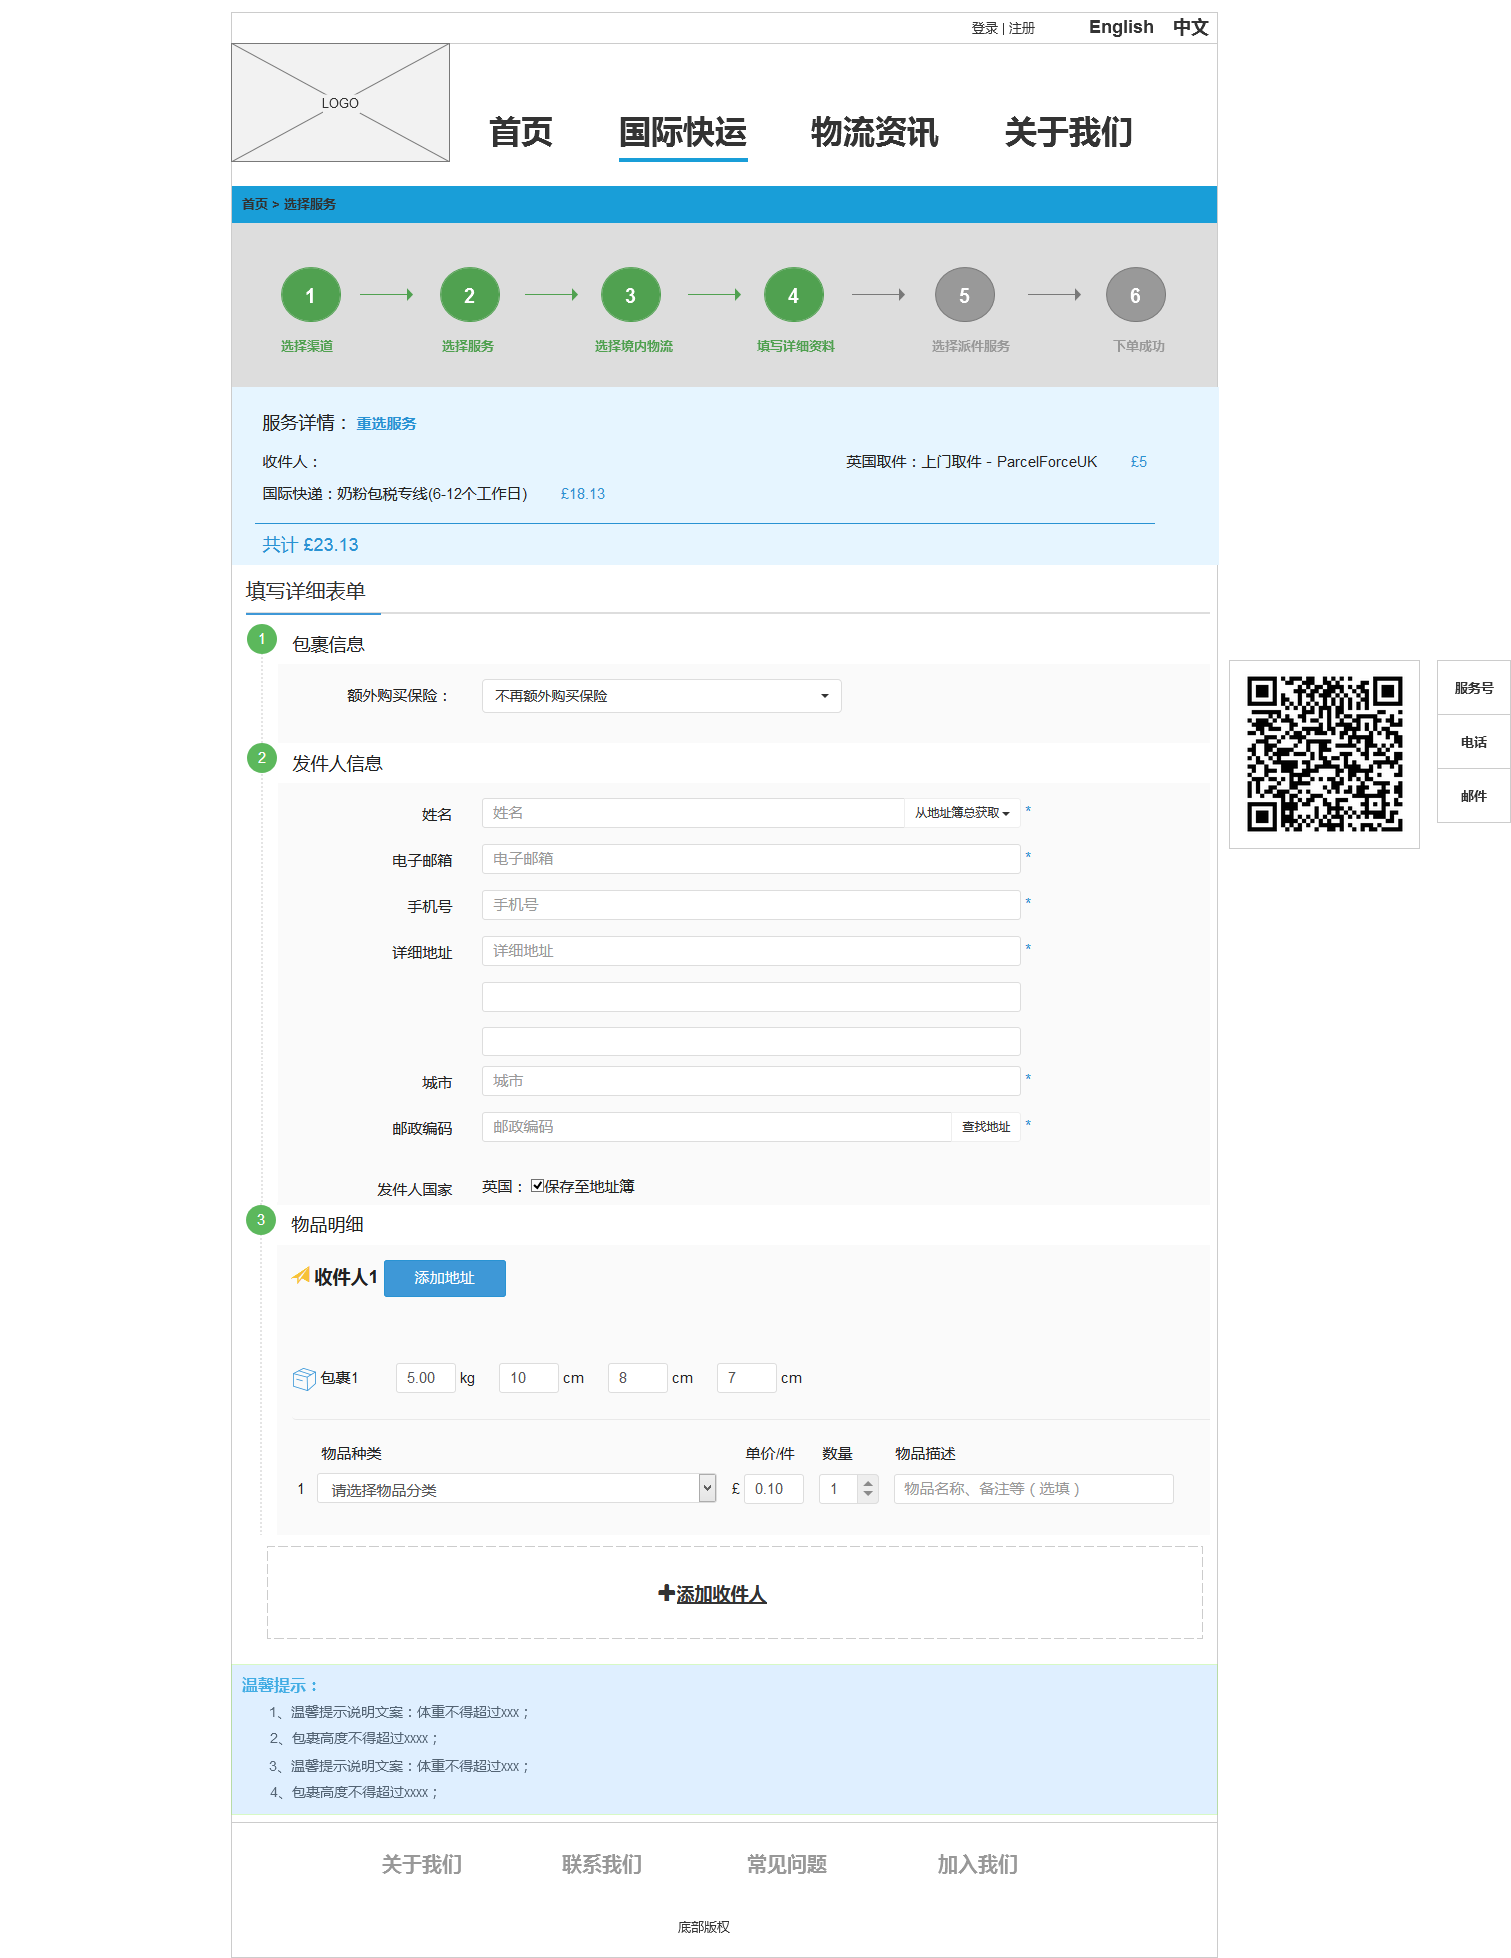 登录 | 注册 English 中文
LOGO
首页 国际快运 物流资讯 关于我们
首页 > 选择服务
1 2 3 4 5 6
选择渠道 选择服务 选择境内物流 填写详细资料 选择派件服务 下单成功
服务详情： 重选服务
收件人： 英国取件：上门取件 - ParcelForceUK £5
国际快递：奶粉包税专线(6-12个工作日) £18.13
共计 £23.13
填写详细表单
1 包裹信息
额外购买保险： 不再额外购买保险
服务号
电话
邮件
2 发件人信息
姓名 姓名 从地址簿总获取 *
电子邮箱 电子邮箱 *
手机号 手机号 *
详细地址 详细地址 *
城市 城市 *
邮政编码 邮政编码 查找地址 *
发件人国家 英国： 保存至地址簿
3 物品明细
收件人1 添加地址
包裹1 5.00 kg 10 cm 8 cm 7 cm
物品种类 单价/件 数量 物品描述
1 请选择物品分类 £ 0.10 1 物品名称、备注等（选填）
添加收件人
温馨提示：
1、温馨提示说明文案：体重不得超过xxx；
2、包裹高度不得超过xxxx；
3、温馨提示说明文案：体重不得超过xxx；
4、包裹高度不得超过xxxx；
关于我们 联系我们 常见问题 加入我们
底部版权